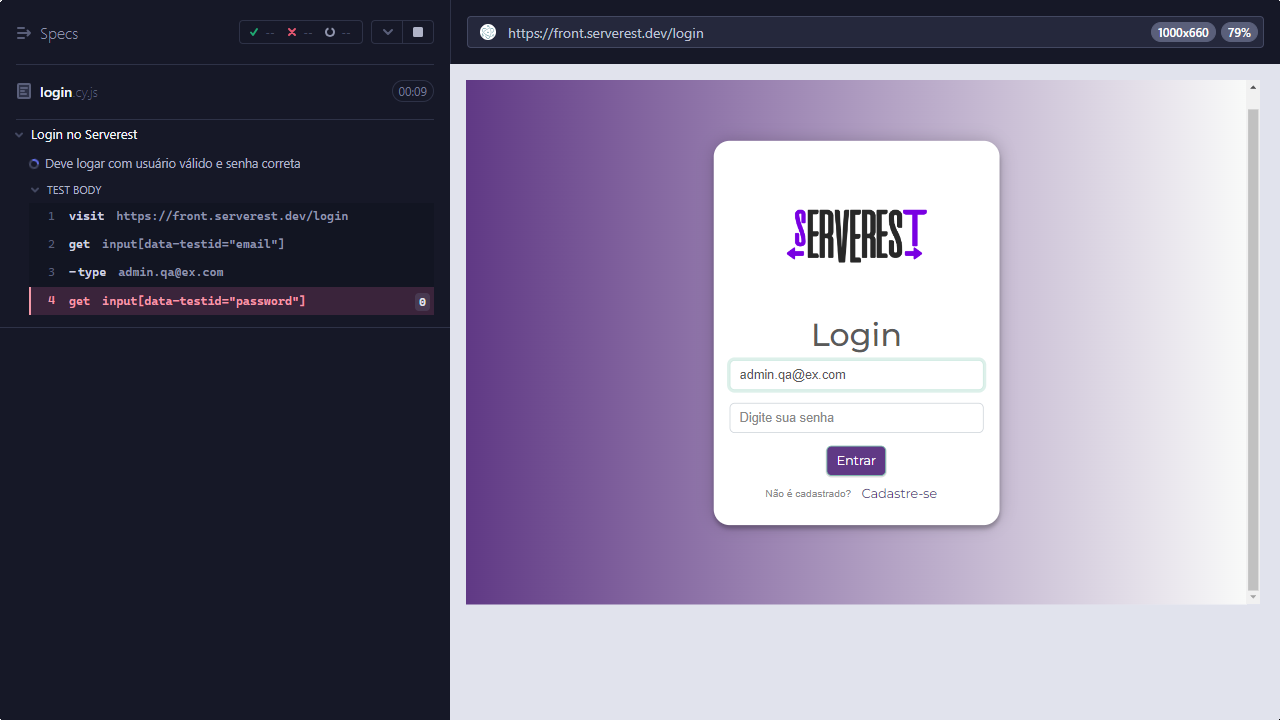 Specs
-- -- --
login cy.js
00:09
Login no Serverest
Deve logar com usuário válido e senha correta
TEST BODY
1 visit https://front.serverest.dev/login
2 get input[data-testid="email"]
3 -type admin.qa@ex.com
4 get input[data-testid="password"] 0
https://front.serverest.dev/login
1000x660 79%
SERVEREST
Login
admin.qa@ex.com
Digite sua senha
Entrar
Não é cadastrado? Cadastre-se